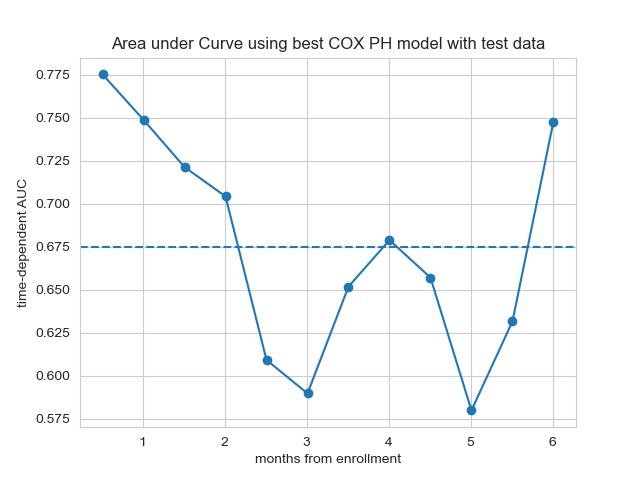 Area under Curve using best COX PH model with test data
0.775
0.750
0.725
0.700
0.675
0.650
0.625
0.600
0.575
time-dependent AUC
1 2 3 4 5 6
months from enrollment